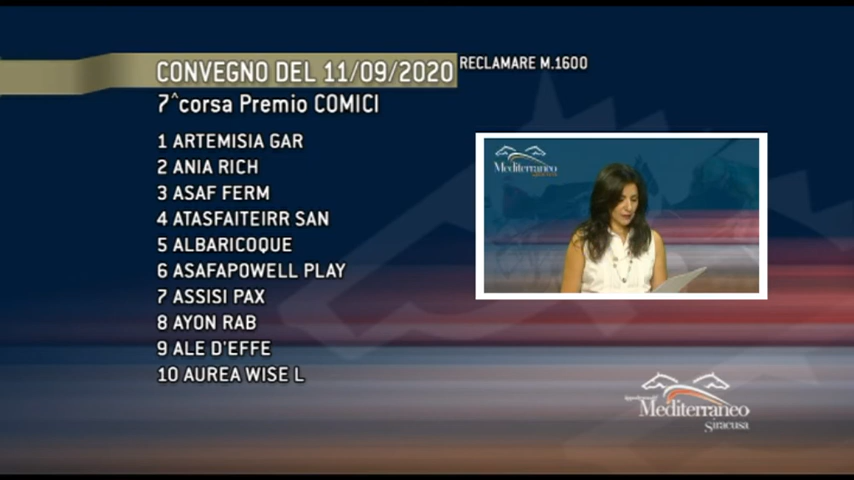 CONVEGNO DEL 11/09/2020 RECLAMARE M.1600
7^corsa Premio COMICI
1 ARTEMISIA GAR
2 ANIA RICH
3 ASAF FERM
4 ATASFAITEIRR SAN
5 ALBARICOQUE
6 ASAFAPOWELL PLAY
7 ASSISI PAX
8 AYON RAB
9 ALE D'EFFE
10 AUREA WISE L
Mediterraneo
Mediterraneo
Siracusa